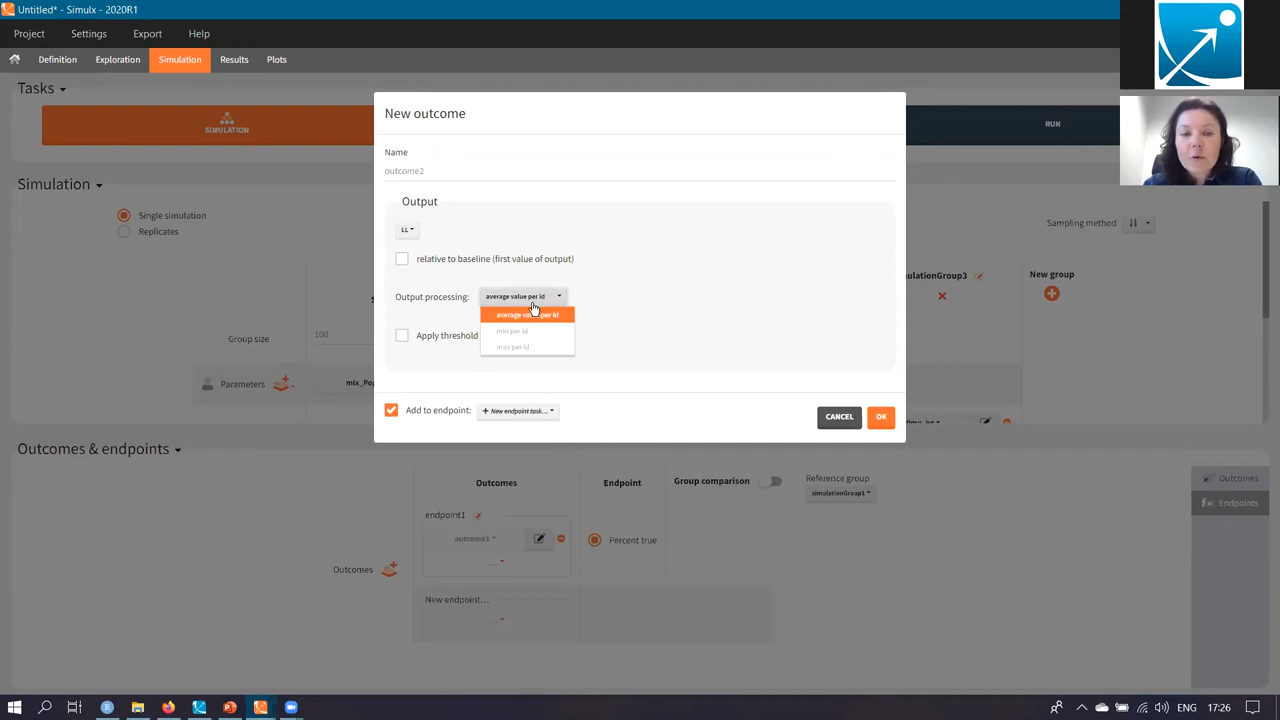 Untitled* - Simulx - 2020R1
Project Settings Export Help
Definition Exploration Simulation Results Plots
Tasks
SIMULATION
RUN
Simulation
Single simulation
Replicates
Sampling method
Group size
100
Parameters
mlx_Pop
ulationGroup3
New group
New outcome
Name
outcome2
Output
LL
relative to baseline (first value of output)
Output processing: average value per id
average value per id
min per id
max per id
Apply threshold
Add to endpoint: + New endpoint task...
CANCEL OK
Outcomes & endpoints
Outcomes Endpoint Group comparison Reference group
simulationGroup1
Outcomes
Endpoints
endpoint1
outcome1 *
Percent true
...
Outcomes
New endpoint...
...
ENG 17:26